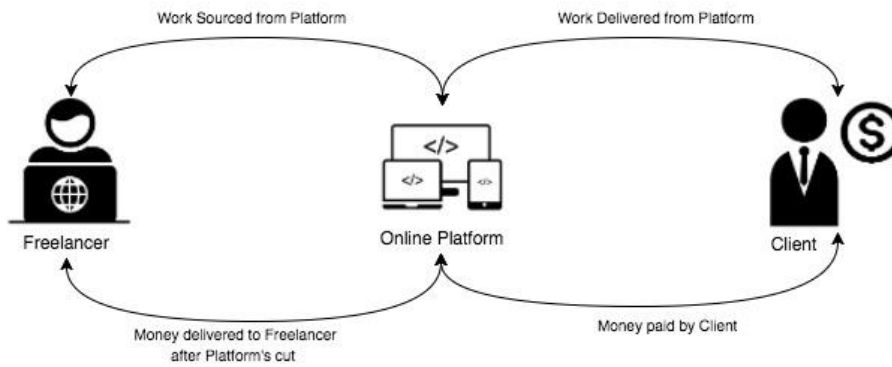 Work Sourced from Platform
Work Delivered from Platform
</>
</>
</>
$
Freelancer
Online Platform
Client
Money delivered to Freelancer
after Platform's cut
Money paid by Client